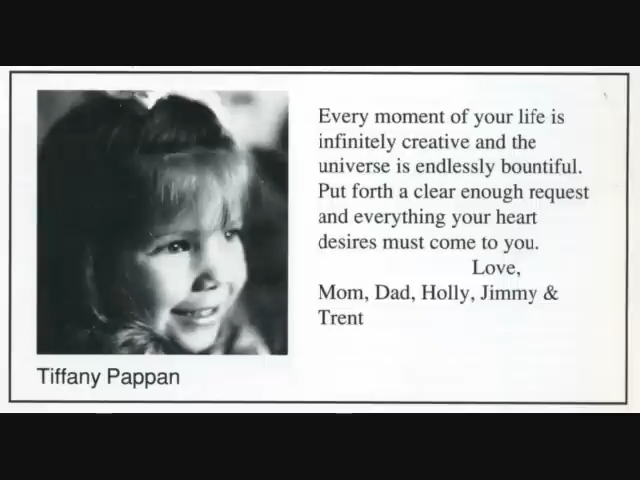 Every moment of your life is
infinitely creative and the
universe is endlessly bountiful.
Put forth a clear enough request
and everything your heart
desires must come to you.
Love,
Mom, Dad, Holly, Jimmy &
Trent
Tiffany Pappan